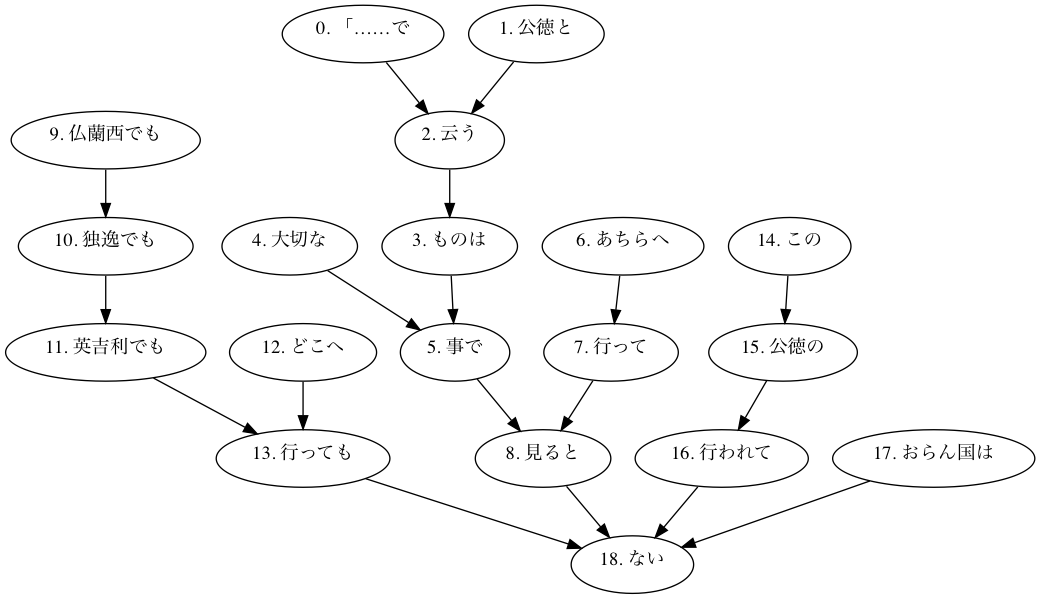 0. 「……で
1. 公徳と
9. 仏蘭西でも
2. 云う
10. 独逸でも
4. 大切な
3. ものは
6. あちらへ
14. この
11. 英吉利でも
12. どこへ
5. 事で
7. 行って
15. 公徳の
13. 行っても
8. 見ると
16. 行われて
17. おらん国は
18. ない